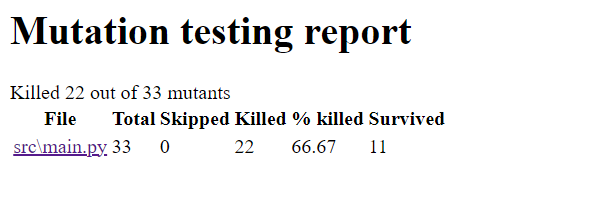 Mutation testing report
Killed 22 out of 33 mutants
File Total Skipped Killed % killed Survived
src\main.py 33 0 22 66.67 11